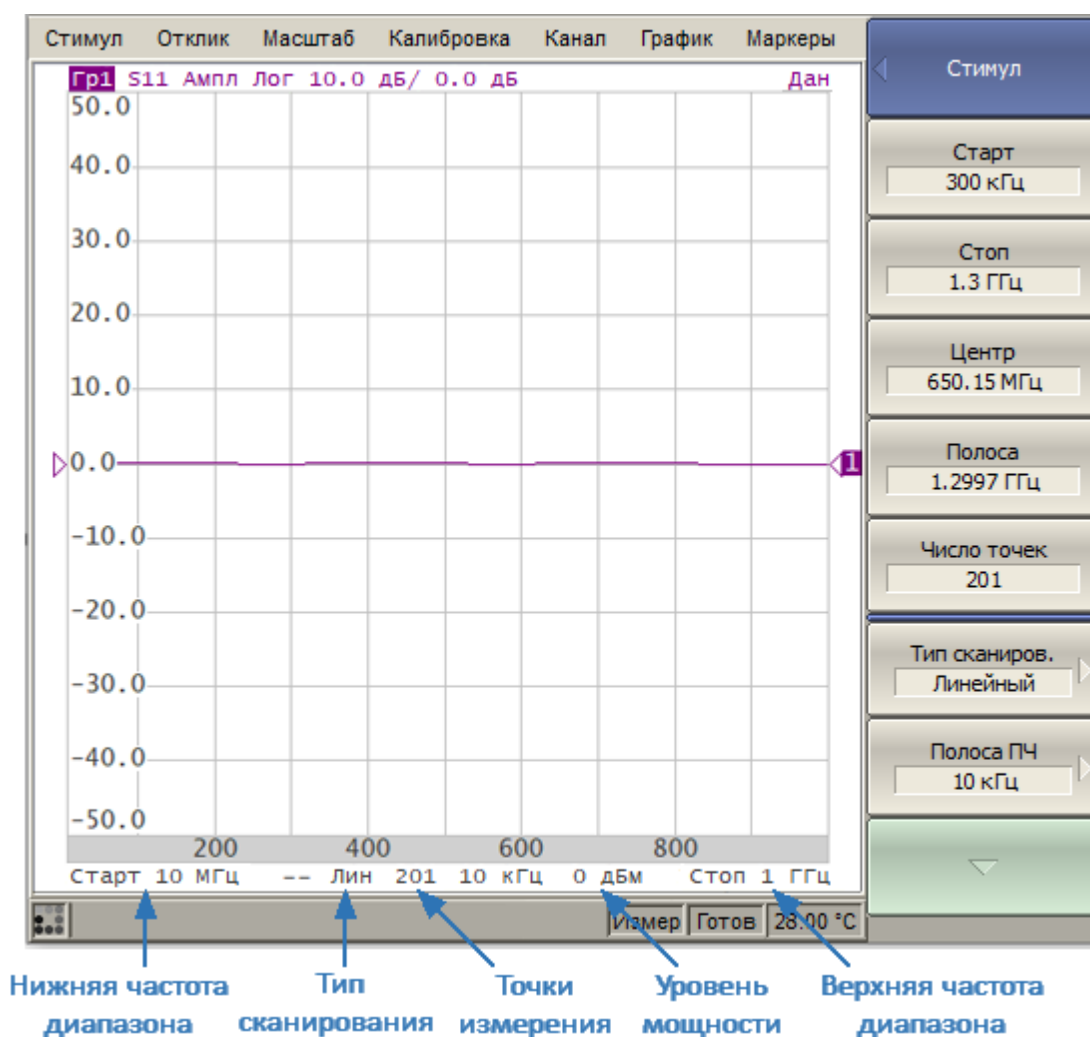 Стимул Отклик Масштаб Калибровка Канал График Маркеры
Гр1 S11 Ампл Лог 10.0 дБ/ 0.0 дБ Дан
50.0
40.0
30.0
20.0
10.0
0.0 1
-10.0
-20.0
-30.0
-40.0
-50.0
200 400 600 800
Старт 10 МГц -- Лин 201 10 кГц 0 дБм Стоп 1 ГГц
Измер Готов 28.00 °C
Стимул
Старт
300 кГц
Стоп
1.3 ГГц
Центр
650.15 МГц
Полоса
1.2997 ГГц
Число точек
201
Тип сканиров.
Линейный
Полоса ПЧ
10 кГц
Нижняя частота диапазона
Тип сканирования
Точки измерения
Уровень мощности
Верхняя частота диапазона